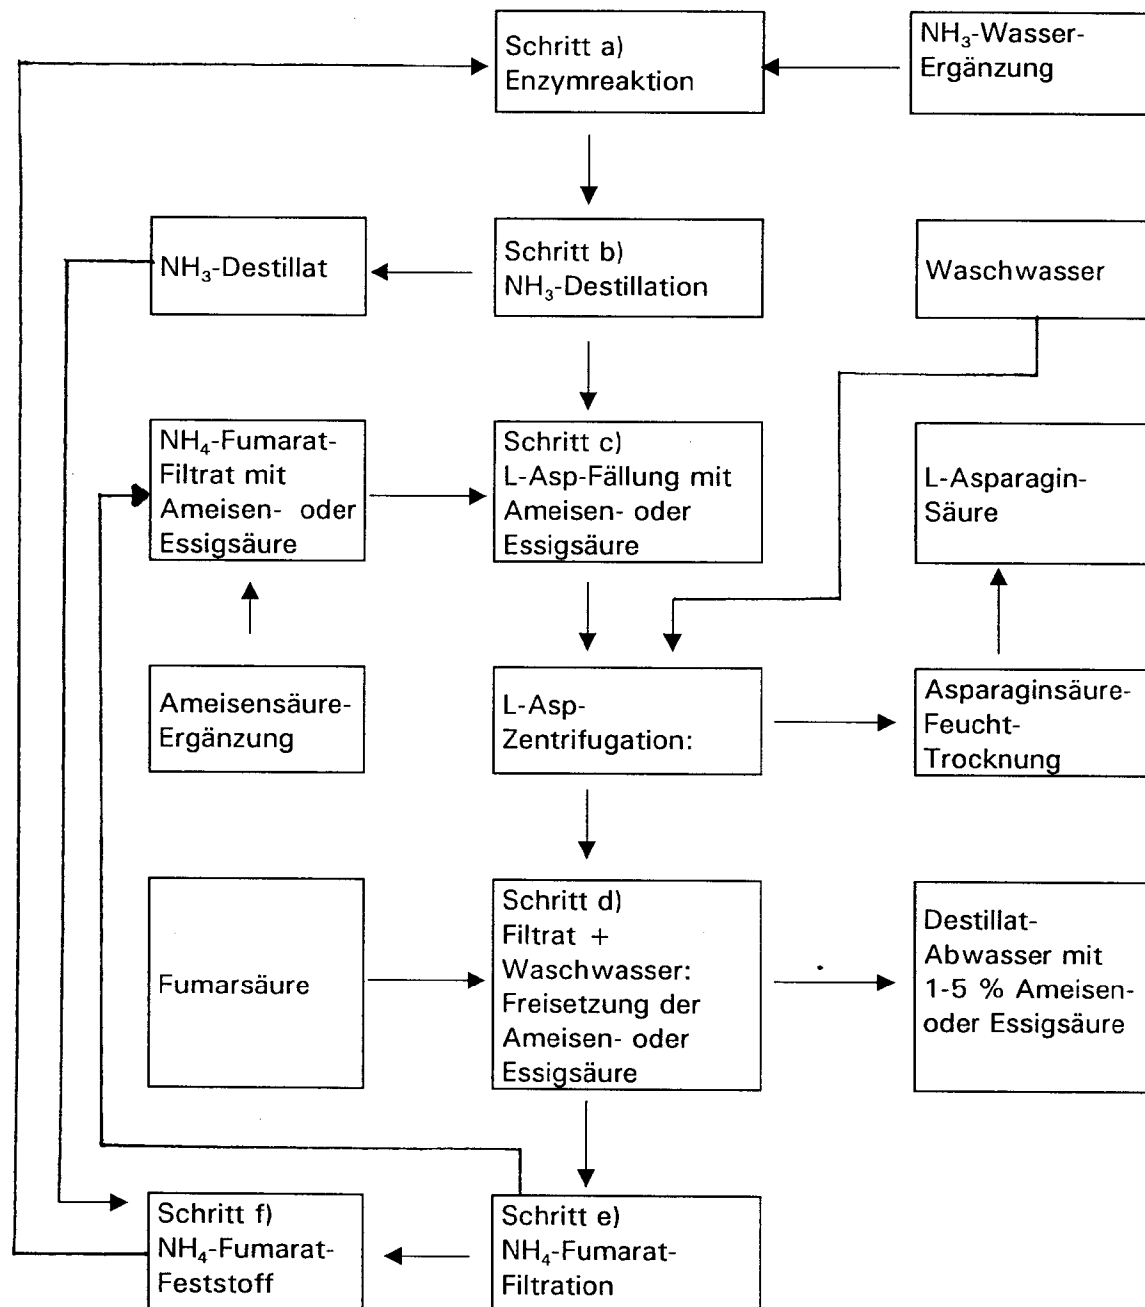 Schritt a)
Enzymreaktion
NH₃-Wasser-
Ergänzung
NH₃-Destillat
Schritt b)
NH₃-Destillation
Waschwasser
NH₄-Fumarat-
Filtrat mit
Ameisen- oder
Essigsäure
Schritt c)
L-Asp-Fällung mit
Ameisen- oder
Essigsäure
L-Asparagin-
Säure
Ameisensäure-
Ergänzung
L-Asp-
Zentrifugation:
Asparaginsäure-
Feucht-
Trocknung
Fumarsäure
Schritt d)
Filtrat +
Waschwasser:
Freisetzung der
Ameisen- oder
Essigsäure
Destillat-
Abwasser mit
1-5 % Ameisen-
oder Essigsäure
Schritt f)
NH₄-Fumarat-
Feststoff
Schritt e)
NH₄-Fumarat-
Filtration